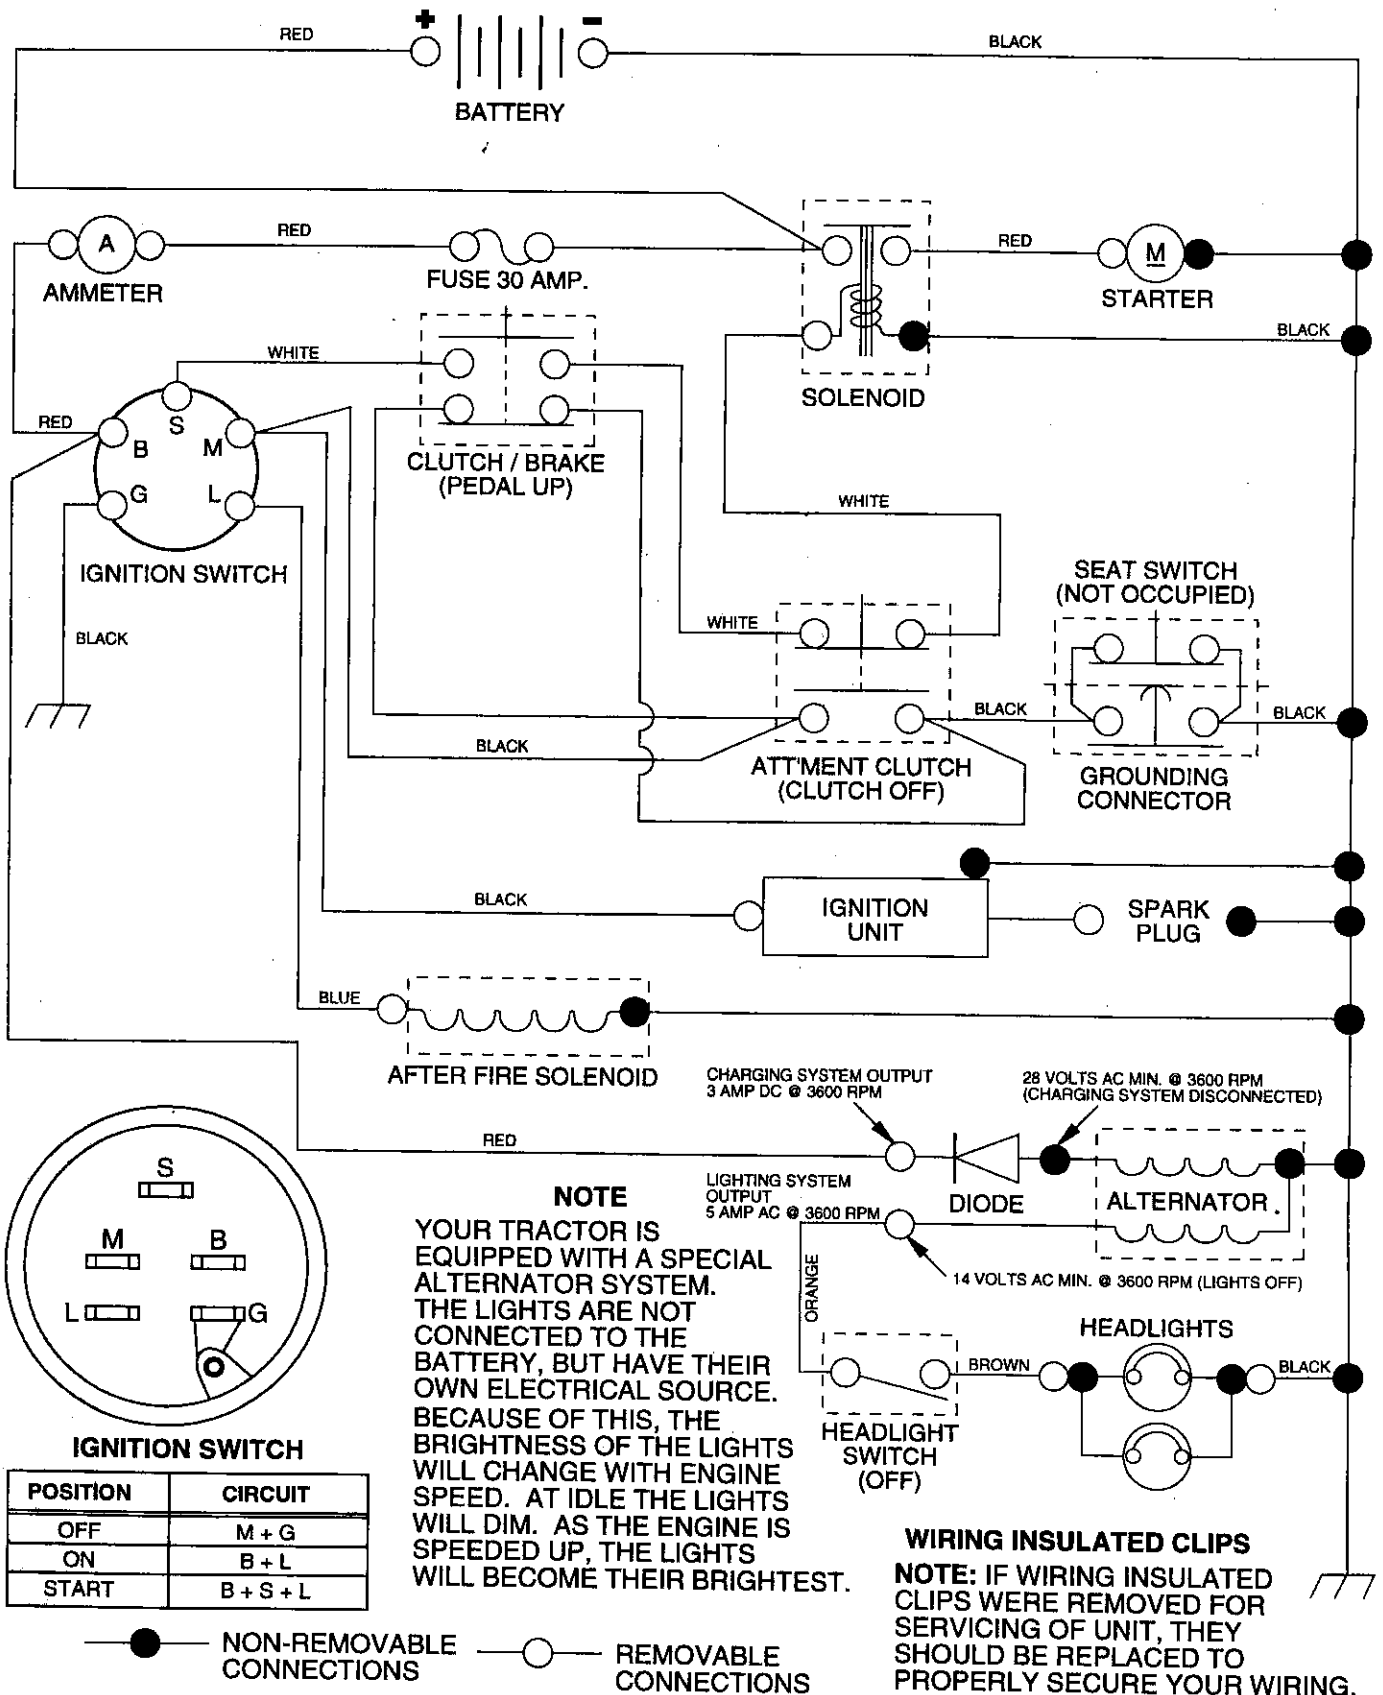 +
-
RED
BLACK
BATTERY
A
RED
RED
M
AMMETER
FUSE 30 AMP.
STARTER
BLACK
WHITE
SOLENOID
RED
S
B
M
G
L
CLUTCH / BRAKE
(PEDAL UP)
WHITE
IGNITION SWITCH
SEAT SWITCH
(NOT OCCUPIED)
BLACK
WHITE
BLACK
BLACK
BLACK
ATT'MENT CLUTCH
(CLUTCH OFF)
GROUNDING
CONNECTOR
BLACK
IGNITION
UNIT
SPARK
PLUG
BLUE
AFTER FIRE SOLENOID
CHARGING SYSTEM OUTPUT
3 AMP DC @ 3600 RPM
28 VOLTS AC MIN. @ 3600 RPM
(CHARGING SYSTEM DISCONNECTED)
RED
LIGHTING SYSTEM
OUTPUT
5 AMP AC @ 3600 RPM
DIODE
ALTERNATOR .
ORANGE
14 VOLTS AC MIN. @ 3600 RPM (LIGHTS OFF)
HEADLIGHTS
BROWN
BLACK
HEADLIGHT
SWITCH
(OFF)
S
M
B
L
G
IGNITION SWITCH
POSITION CIRCUIT
OFF M + G
ON B + L
START B + S + L
NOTE
YOUR TRACTOR IS
EQUIPPED WITH A SPECIAL
ALTERNATOR SYSTEM.
THE LIGHTS ARE NOT
CONNECTED TO THE
BATTERY, BUT HAVE THEIR
OWN ELECTRICAL SOURCE.
BECAUSE OF THIS, THE
BRIGHTNESS OF THE LIGHTS
WILL CHANGE WITH ENGINE
SPEED. AT IDLE THE LIGHTS
WILL DIM. AS THE ENGINE IS
SPEEDED UP, THE LIGHTS
WILL BECOME THEIR BRIGHTEST.
WIRING INSULATED CLIPS
NOTE: IF WIRING INSULATED
CLIPS WERE REMOVED FOR
SERVICING OF UNIT, THEY
SHOULD BE REPLACED TO
PROPERLY SECURE YOUR WIRING.
NON-REMOVABLE
CONNECTIONS
REMOVABLE
CONNECTIONS